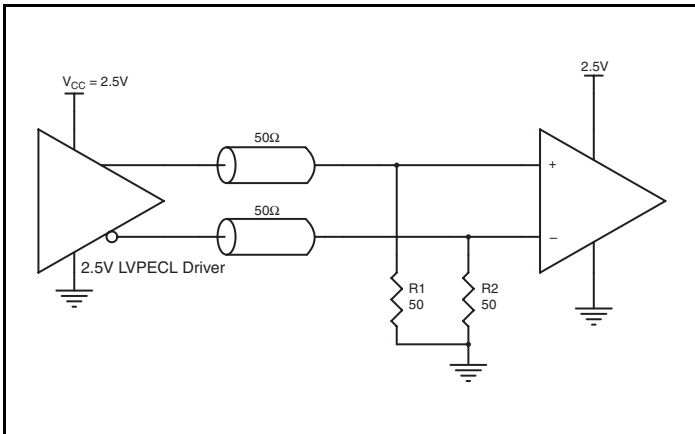 2.5V
V_CC = 2.5V
50Ω
+
50Ω
−
2.5V LVPECL Driver
R1
50
R2
50